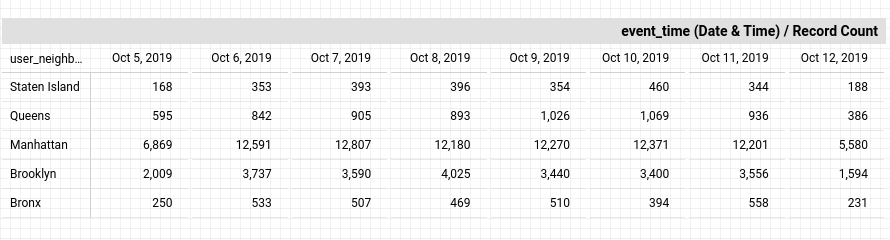 event_time (Date & Time) / Record Count
user_neighb... Oct 5, 2019 Oct 6, 2019 Oct 7, 2019 Oct 8, 2019 Oct 9, 2019 Oct 10, 2019 Oct 11, 2019 Oct 12, 2019
Staten Island 168 353 393 396 354 460 344 188
Queens 595 842 905 893 1,026 1,069 936 386
Manhattan 6,869 12,591 12,807 12,180 12,270 12,371 12,201 5,580
Brooklyn 2,009 3,737 3,590 4,025 3,440 3,400 3,556 1,594
Bronx 250 533 507 469 510 394 558 231